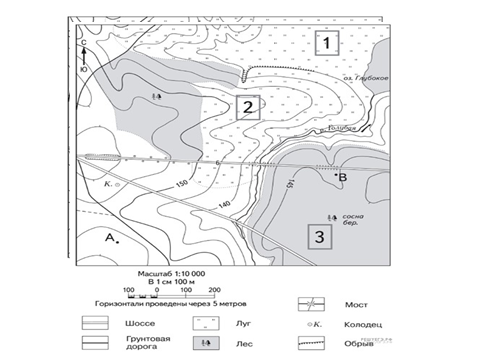 1
С
Ю
оз. Глубокое
2
р. Голубая
6
В
К.
150
145
140
сосна
бер.
А
3
Масштаб 1:10 000
В 1 см 100 м
100 0 100 200
Горизонтали проведены через 5 метров
Шоссе
Луг
Мост
Грунтовая
дорога
Лес
К. Колодец
Обрыв